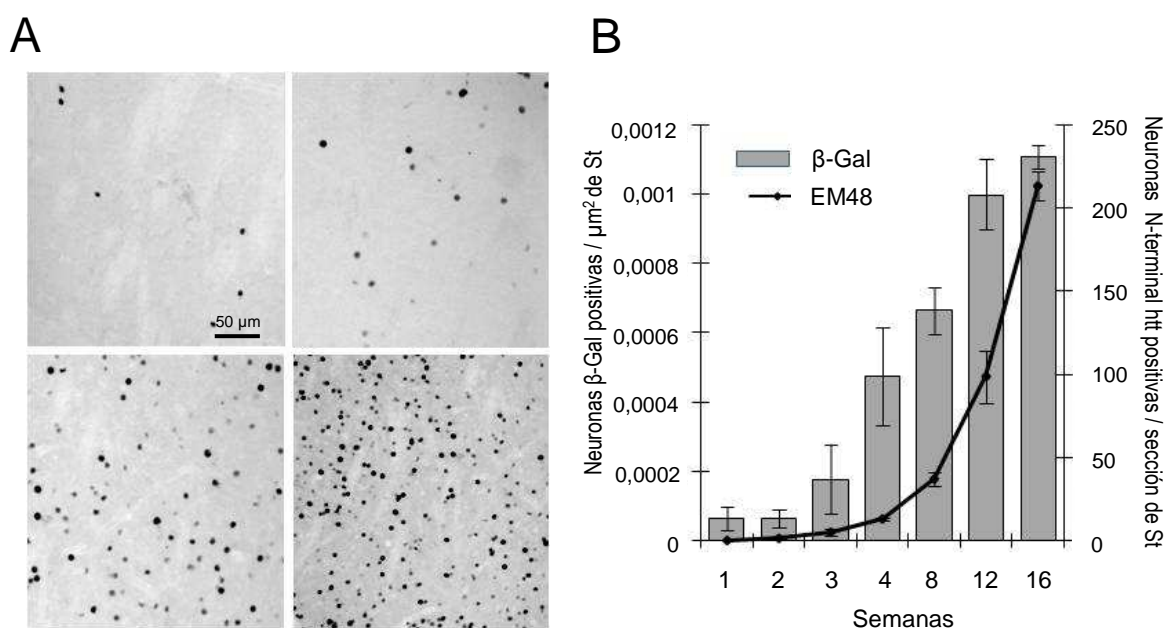 A
50 µm
B
Neuronas β-Gal positivas / µm² de St
0,0012
0,001
0,0008
0,0006
0,0004
0,0002
0
β-Gal
EM48
250
200
150
100
50
0
Neuronas N-terminal htt positivas / sección de St
1 2 3 4 8 12 16
Semanas